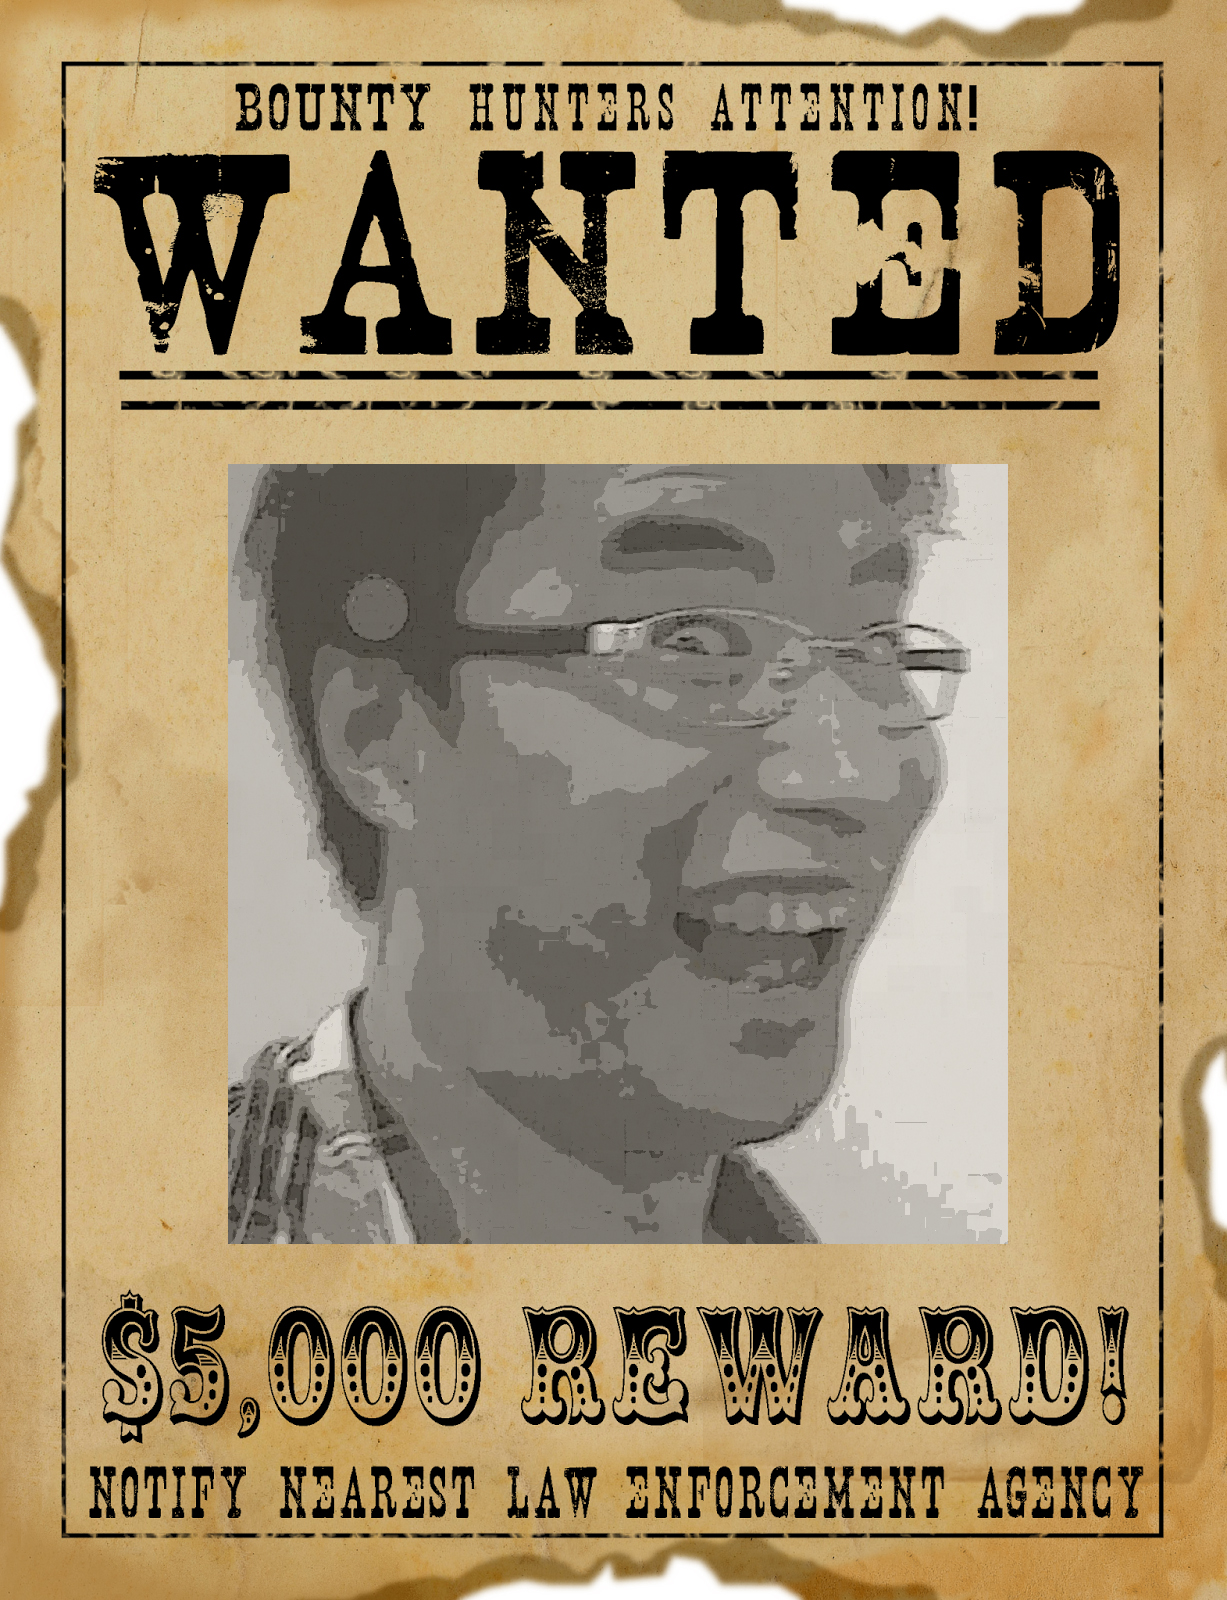 BOUNTY HUNTERS ATTENTION!
WANTED
$5,000 REWARD!
NOTIFY NEAREST LAW ENFORCEMENT AGENCY